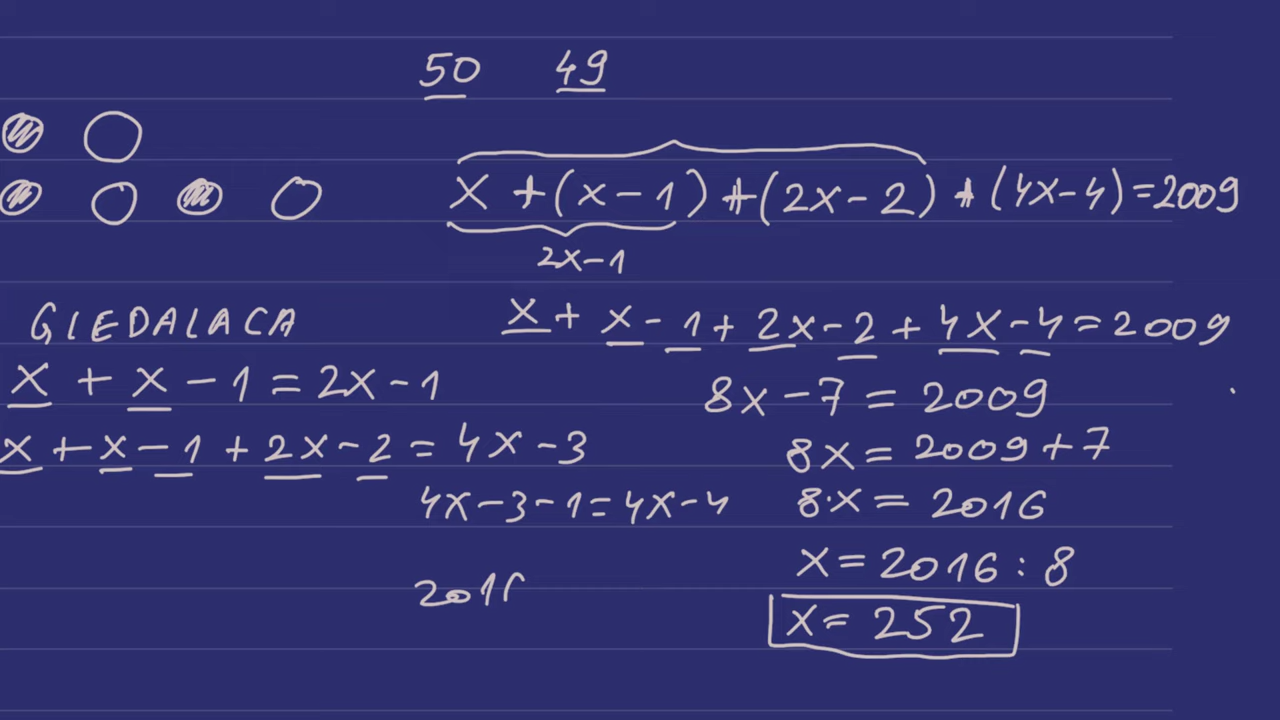 50 49
x + (x - 1) + (2x - 2) + (4x - 4) = 2009
2x - 1
GLEDALACA
x + x - 1 = 2x - 1
x + x - 1 + 2x - 2 = 4x - 3
4x - 3 - 1 = 4x - 4
201
x + x - 1 + 2x - 2 + 4x - 4 = 2009
8x - 7 = 2009
8x = 2009 + 7
8·x = 2016
x = 2016 : 8
x = 252